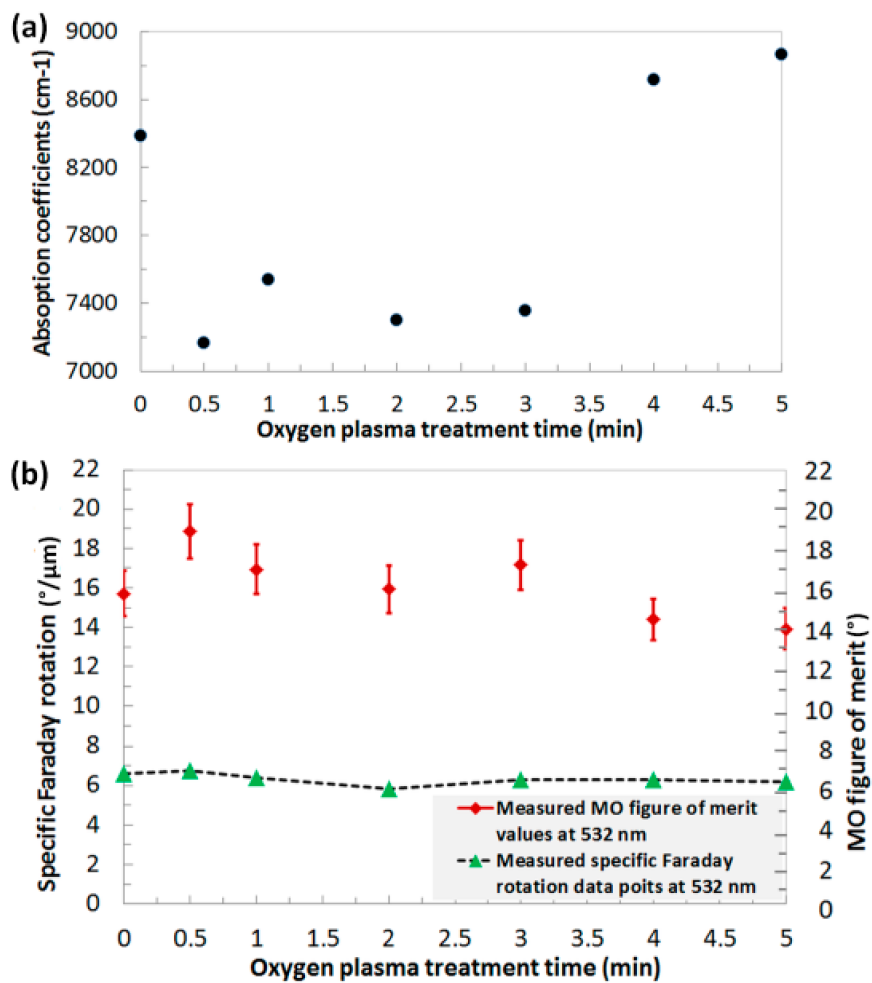 (a)
Absoption coefficients (cm-1)
9000
8600
8200
7800
7400
7000
0 0.5 1 1.5 2 2.5 3 3.5 4 4.5 5
Oxygen plasma treatment time (min)
(b)
Specific Faraday rotation (°/µm)
22
20
18
16
14
12
10
8
6
4
2
0
22
20
18
16
14
12
10
8
6
4
2
0
MO figure of merit (°)
Measured MO figure of merit
values at 532 nm
Measured specific Faraday
rotation data poits at 532 nm
0 0.5 1 1.5 2 2.5 3 3.5 4 4.5 5
Oxygen plasma treatment time (min)